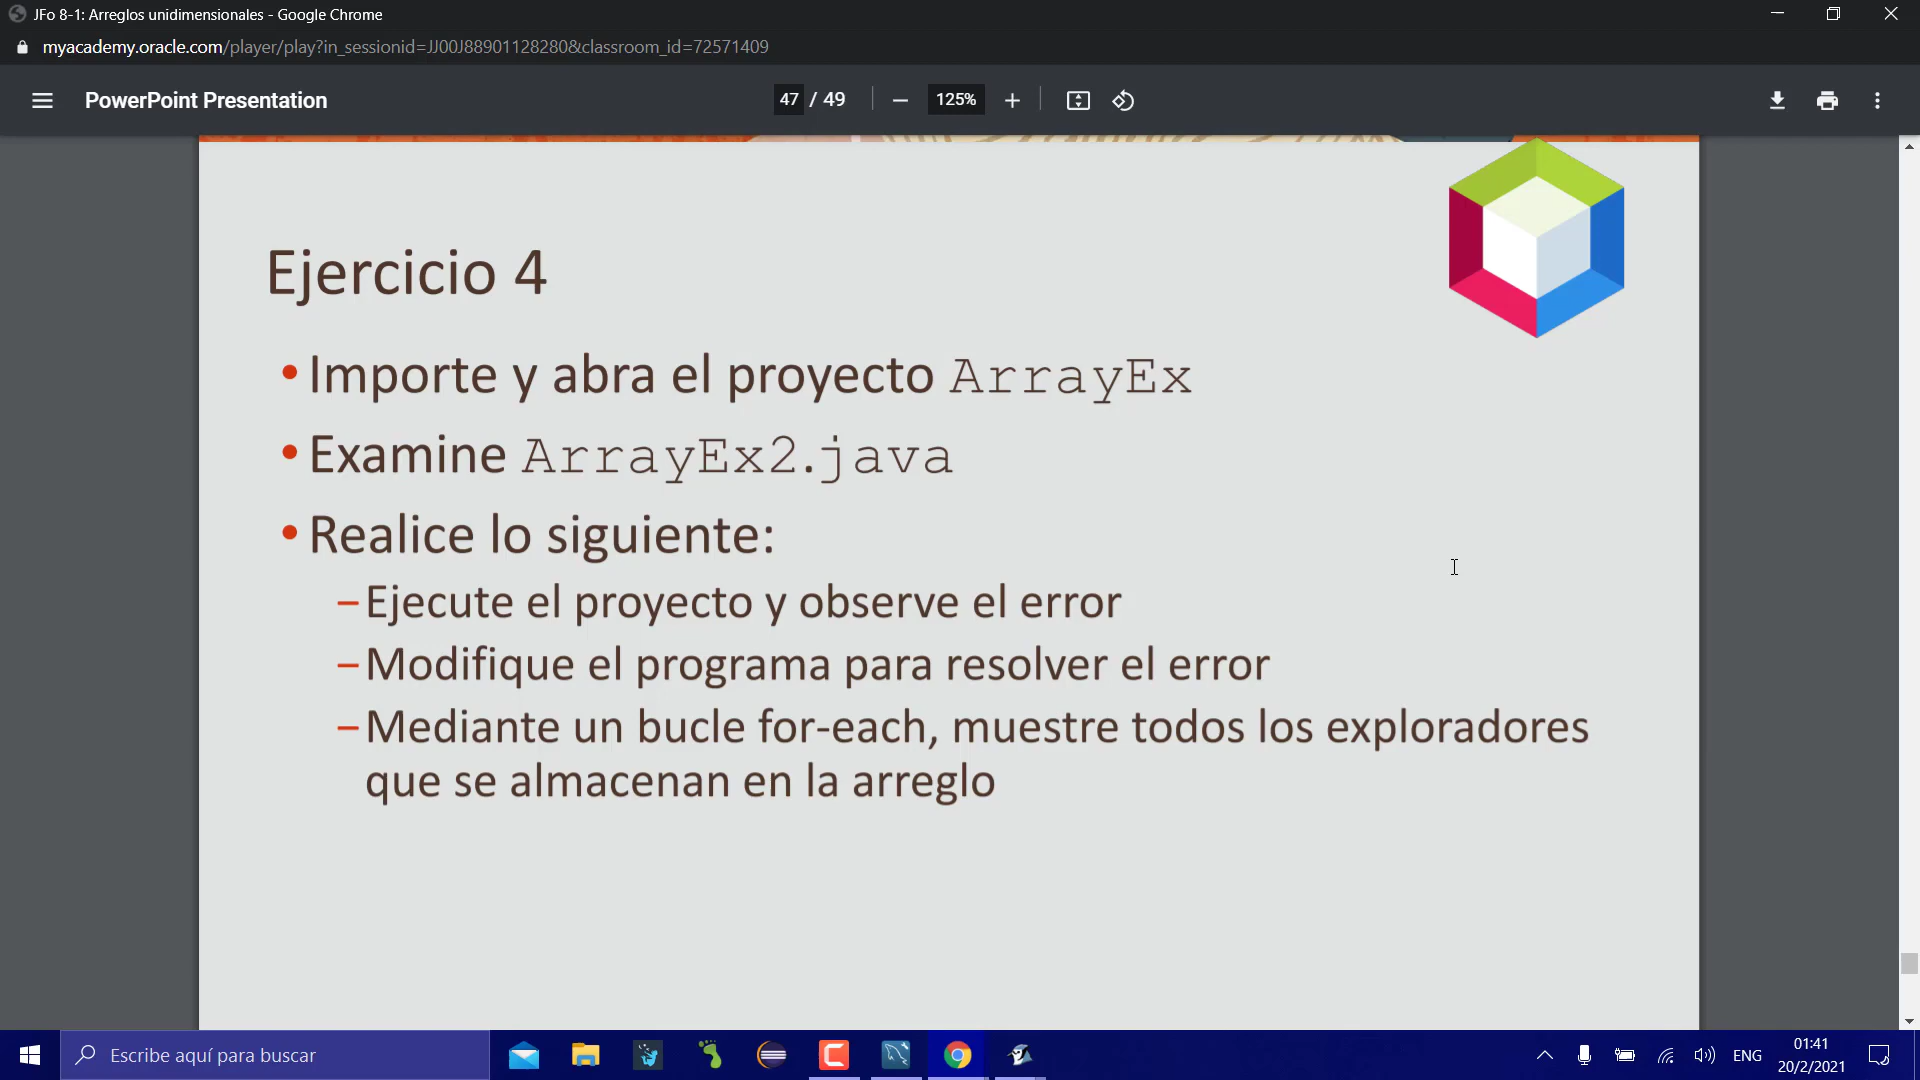 JFo 8-1: Arreglos unidimensionales - Google Chrome
myacademy.oracle.com/player/play?in_sessionid=JJ00J88901128280&classroom_id=72571409
PowerPoint Presentation
47 / 49
125%
Ejercicio 4
• Importe y abra el proyecto ArrayEx
• Examine ArrayEx2.java
• Realice lo siguiente:
– Ejecute el proyecto y observe el error
– Modifique el programa para resolver el error
– Mediante un bucle for-each, muestre todos los exploradores
que se almacenan en la arreglo
Escribe aquí para buscar
ENG
01:41
20/2/2021